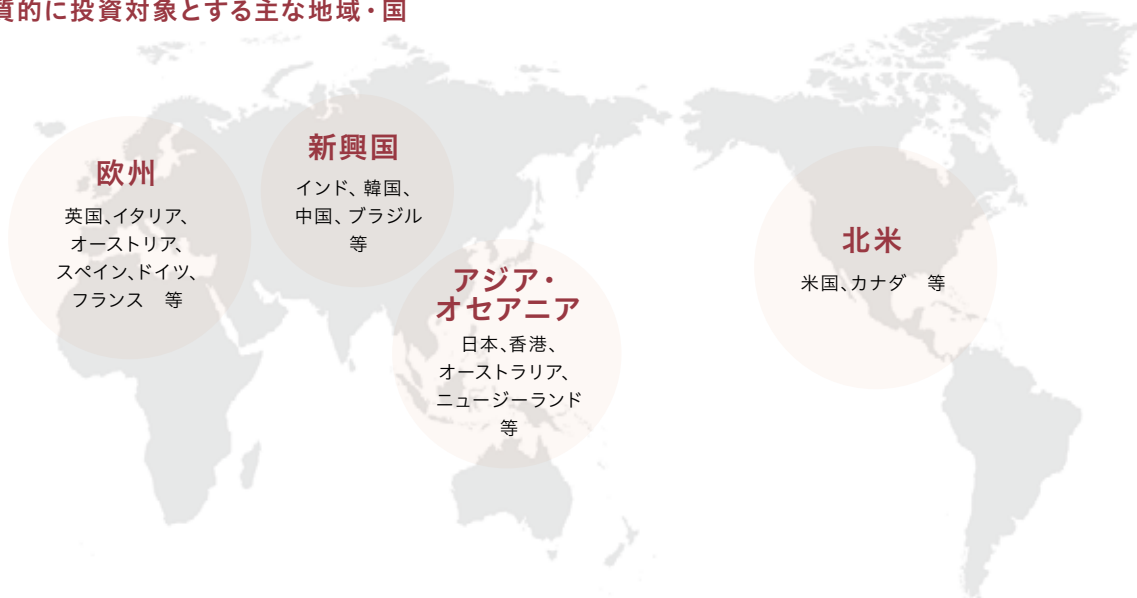 質的に投資対象とする主な地域・国
欧州
英国、イタリア、
オーストリア、
スペイン、ドイツ、
フランス　等
新興国
インド、韓国、
中国、ブラジル
等
アジア・
オセアニア
日本、香港、
オーストラリア、
ニュージーランド
等
北米
米国、カナダ　等